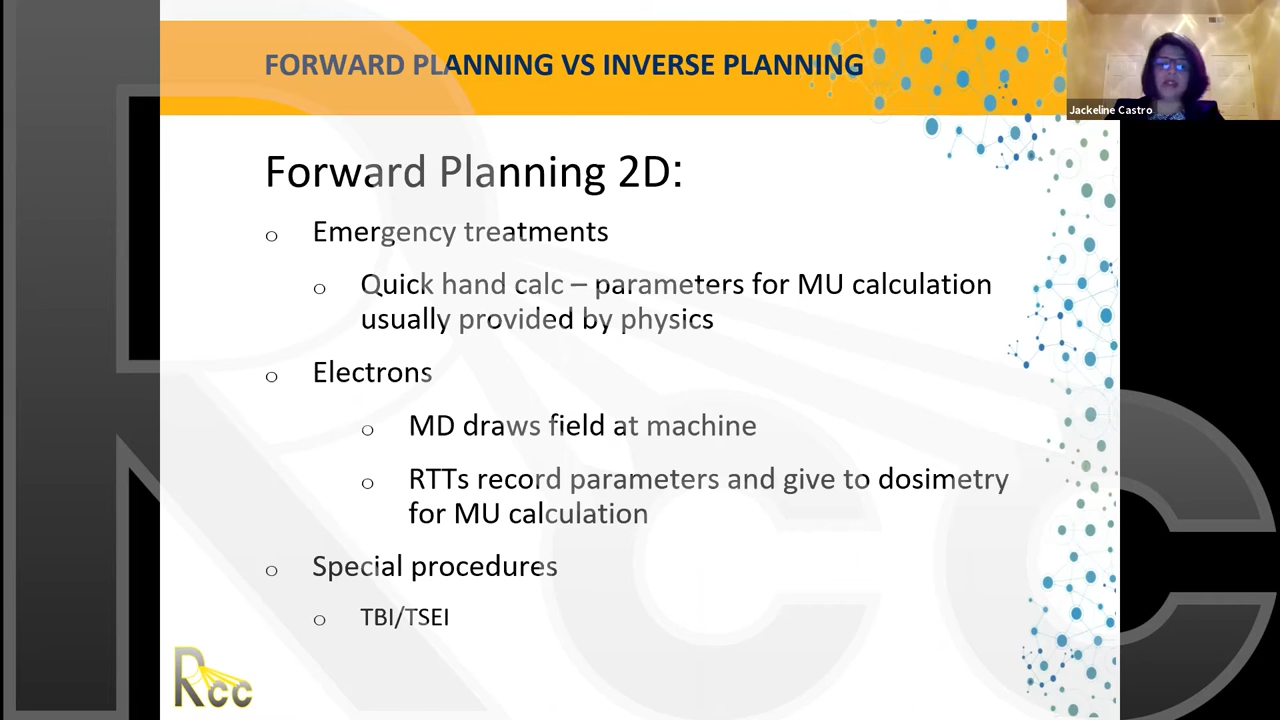 FORWARD PLANNING VS INVERSE PLANNING
Jackeline Castro
Forward Planning 2D:
o Emergency treatments
o Quick hand calc – parameters for MU calculation
usually provided by physics
o Electrons
o MD draws field at machine
o RTTs record parameters and give to dosimetry
for MU calculation
o Special procedures
o TBI/TSEI
Rcc